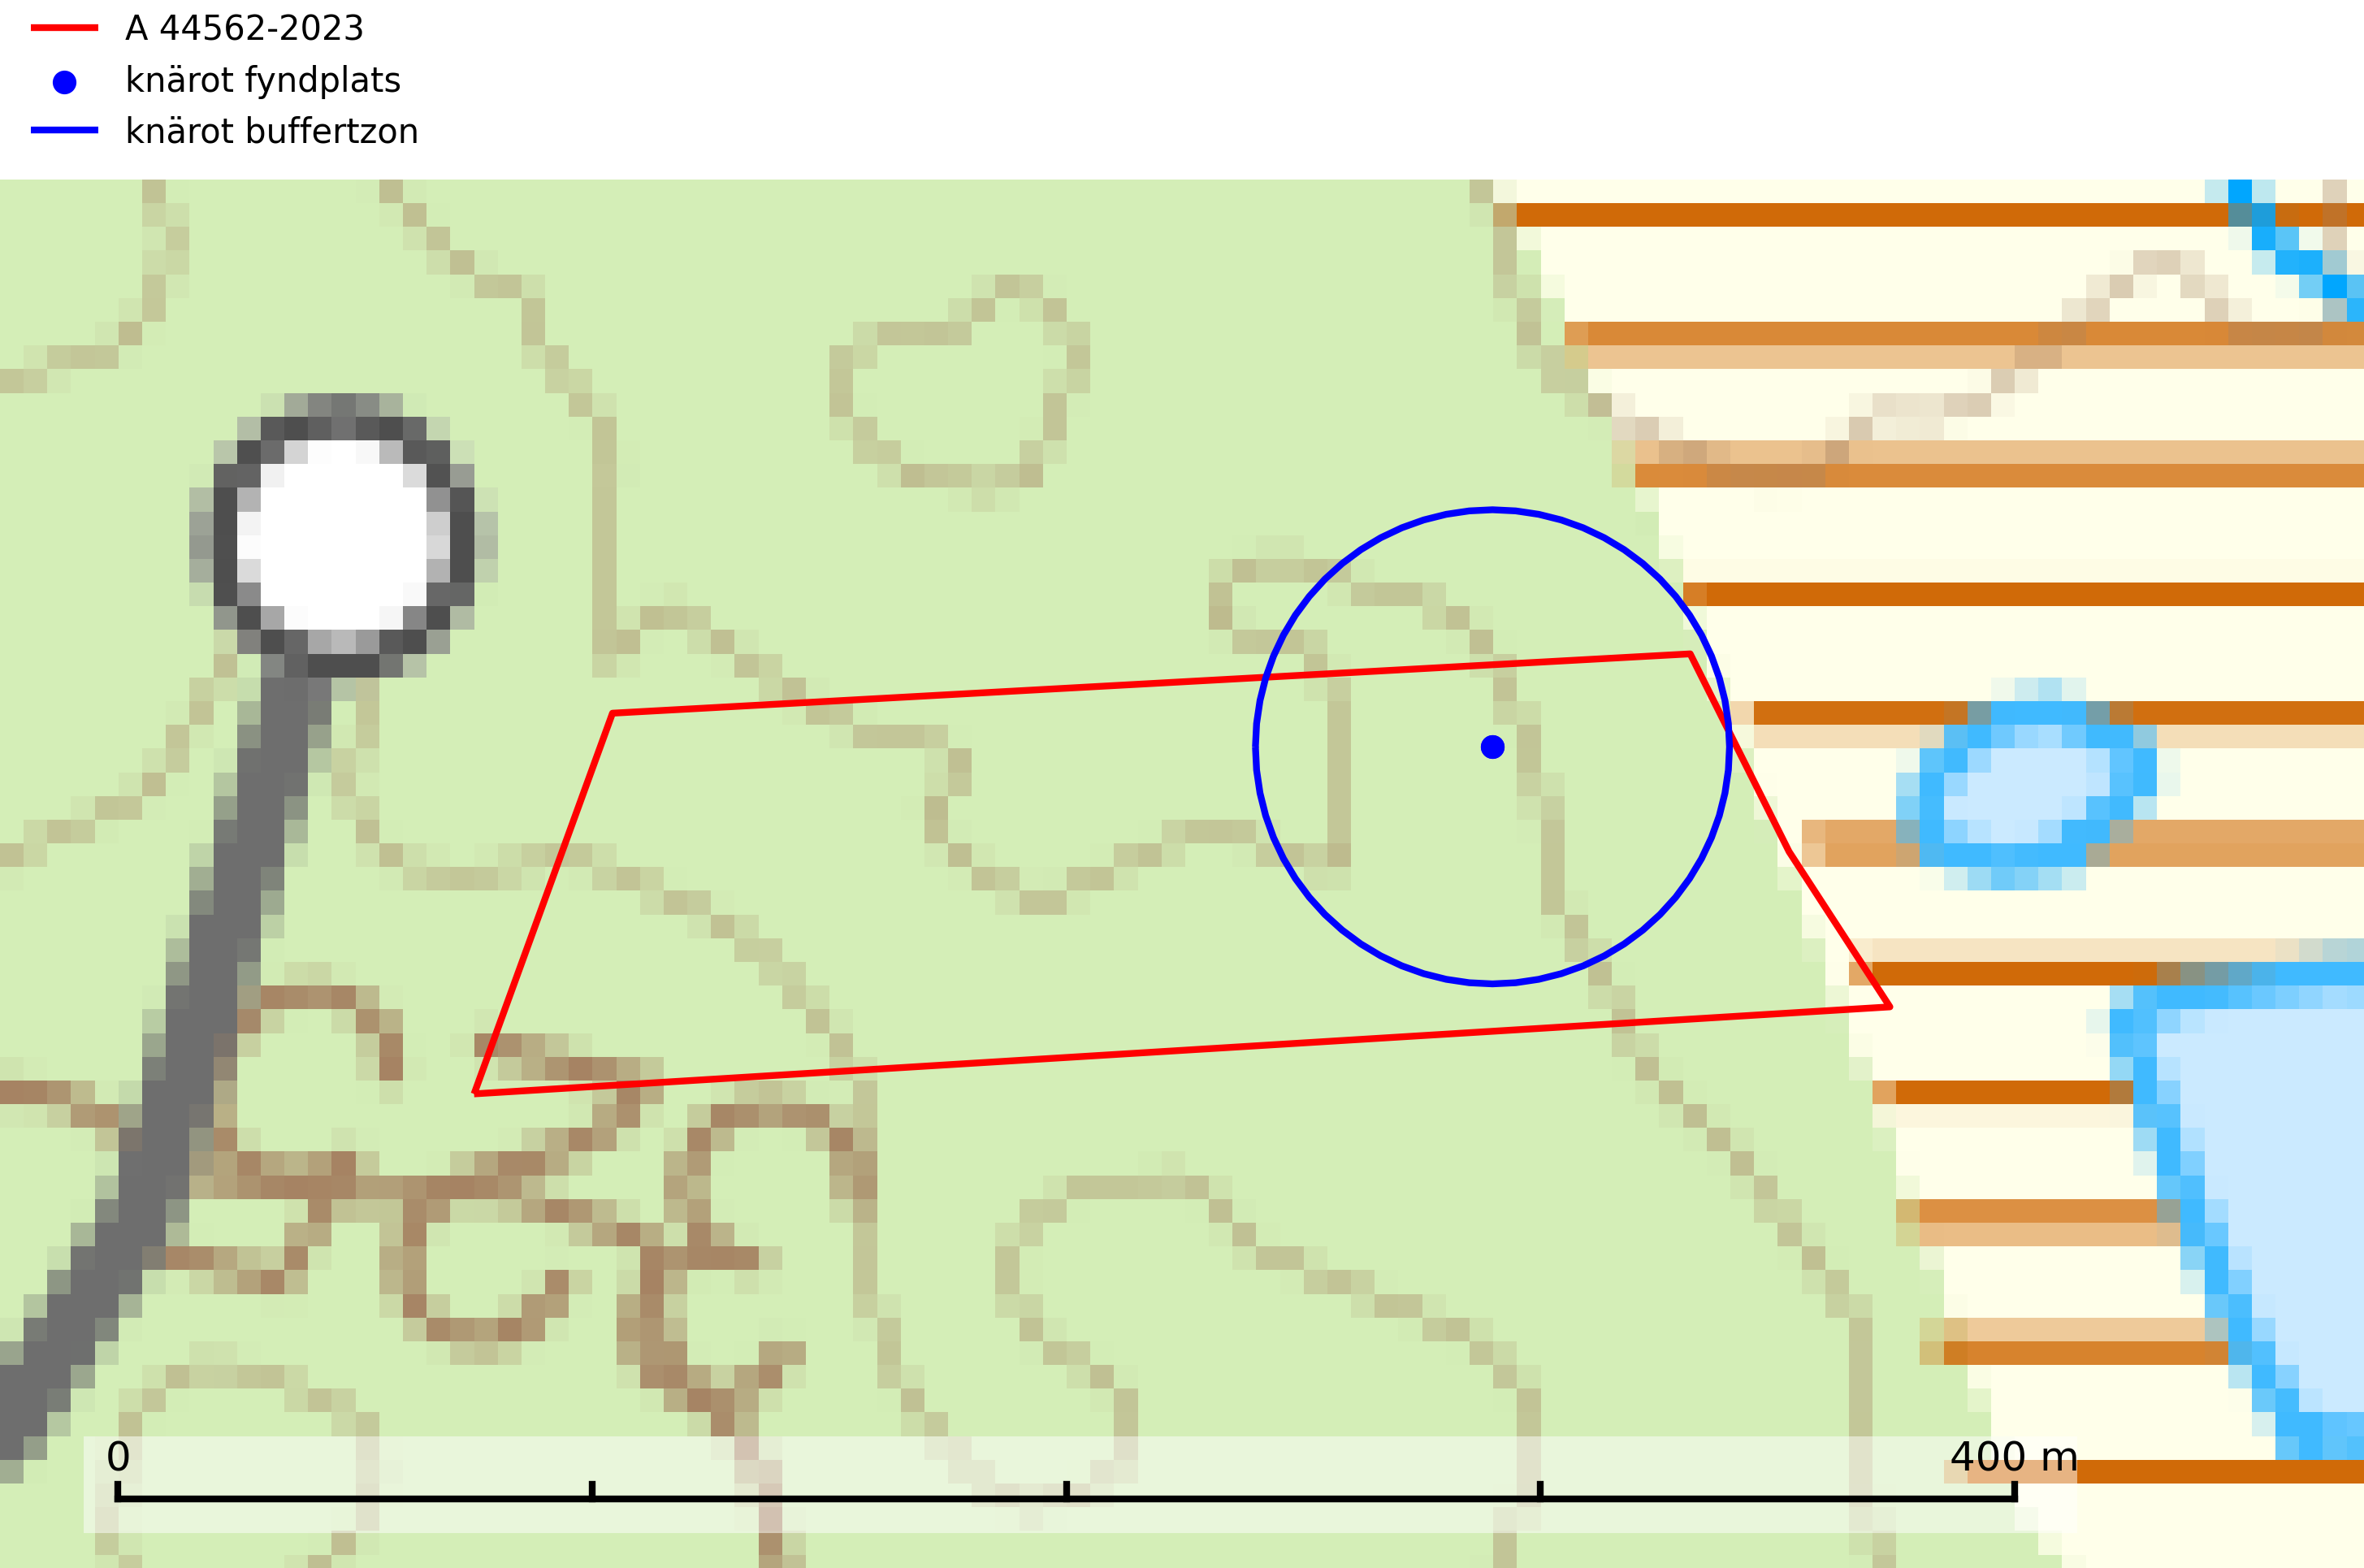 A 44562-2023
knärot fyndplats
knärot buffertzon
0
400 m